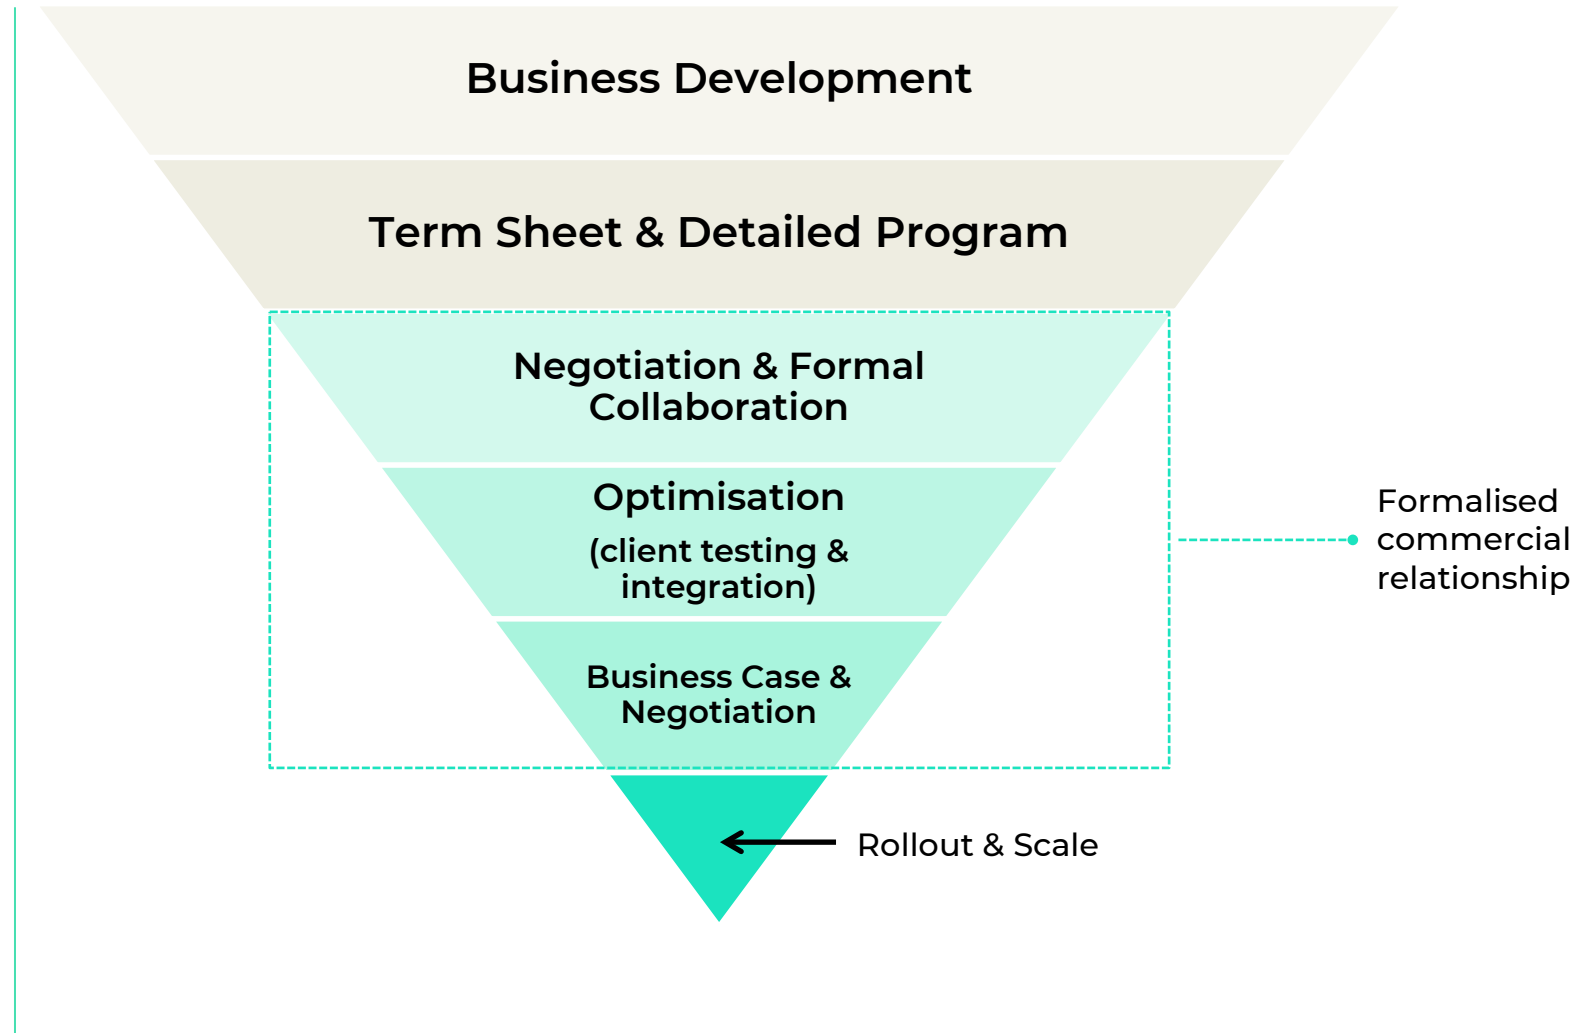 Business Development
Term Sheet & Detailed Program
Negotiation & Formal
Collaboration
Optimisation
(client testing &
integration)
Business Case &
Negotiation
Formalised
commercial
relationship
Rollout & Scale